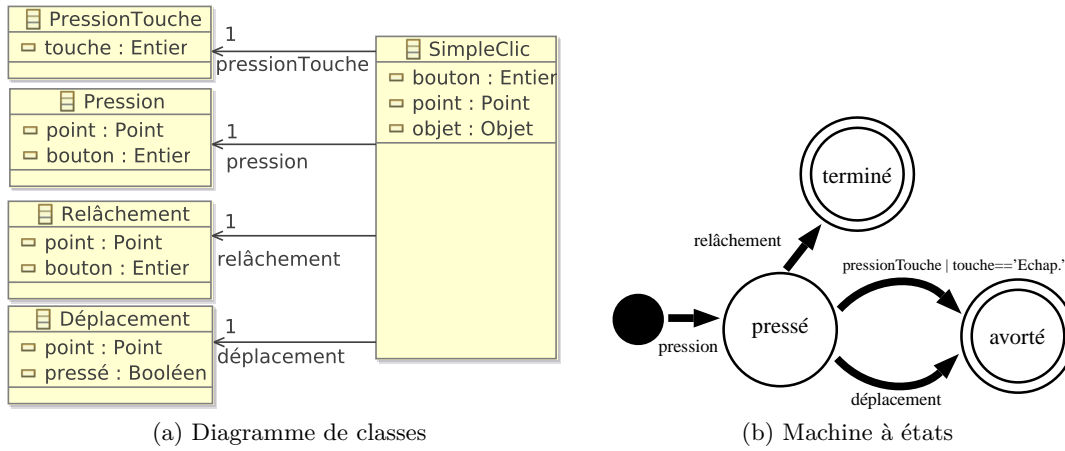 PressionTouche
touche : Entier
1
pressionTouche
Pression
point : Point
bouton : Entier
1
pression
Relâchement
point : Point
bouton : Entier
1
relâchement
Déplacement
point : Point
pressé : Booléen
1
déplacement
SimpleClic
bouton : Entier
point : Point
objet : Objet
(a) Diagramme de classes
terminé
relâchement
pressionTouche | touche=='Echap.'
pressé
avorté
pression
déplacement
(b) Machine à états